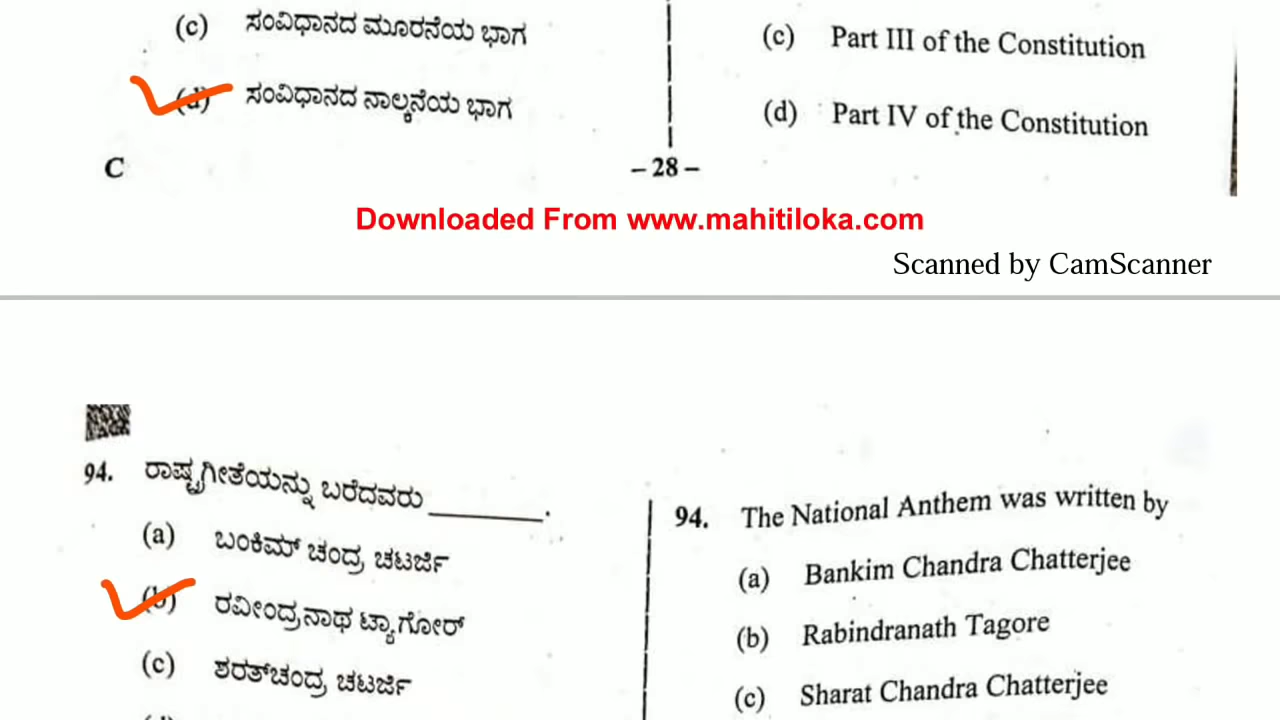 (c) ಸಂವಿಧಾನದ ಮೂರನೆಯ ಭಾಗ
(d) ಸಂವಿಧಾನದ ನಾಲ್ಕನೆಯ ಭಾಗ
(c) Part III of the Constitution
(d) Part IV of the Constitution
C
– 28 –
Downloaded From www.mahitiloka.com
Scanned by CamScanner
94. ರಾಷ್ಟ್ರಗೀತೆಯನ್ನು ಬರೆದವರು ________.
(a) ಬಂಕಿಮ್ ಚಂದ್ರ ಚಟರ್ಜಿ
(b) ರವೀಂದ್ರನಾಥ ಟ್ಯಾಗೋರ್
(c) ಶರತ್‌ಚಂದ್ರ ಚಟರ್ಜಿ
94. The National Anthem was written by
(a) Bankim Chandra Chatterjee
(b) Rabindranath Tagore
(c) Sharat Chandra Chatterjee